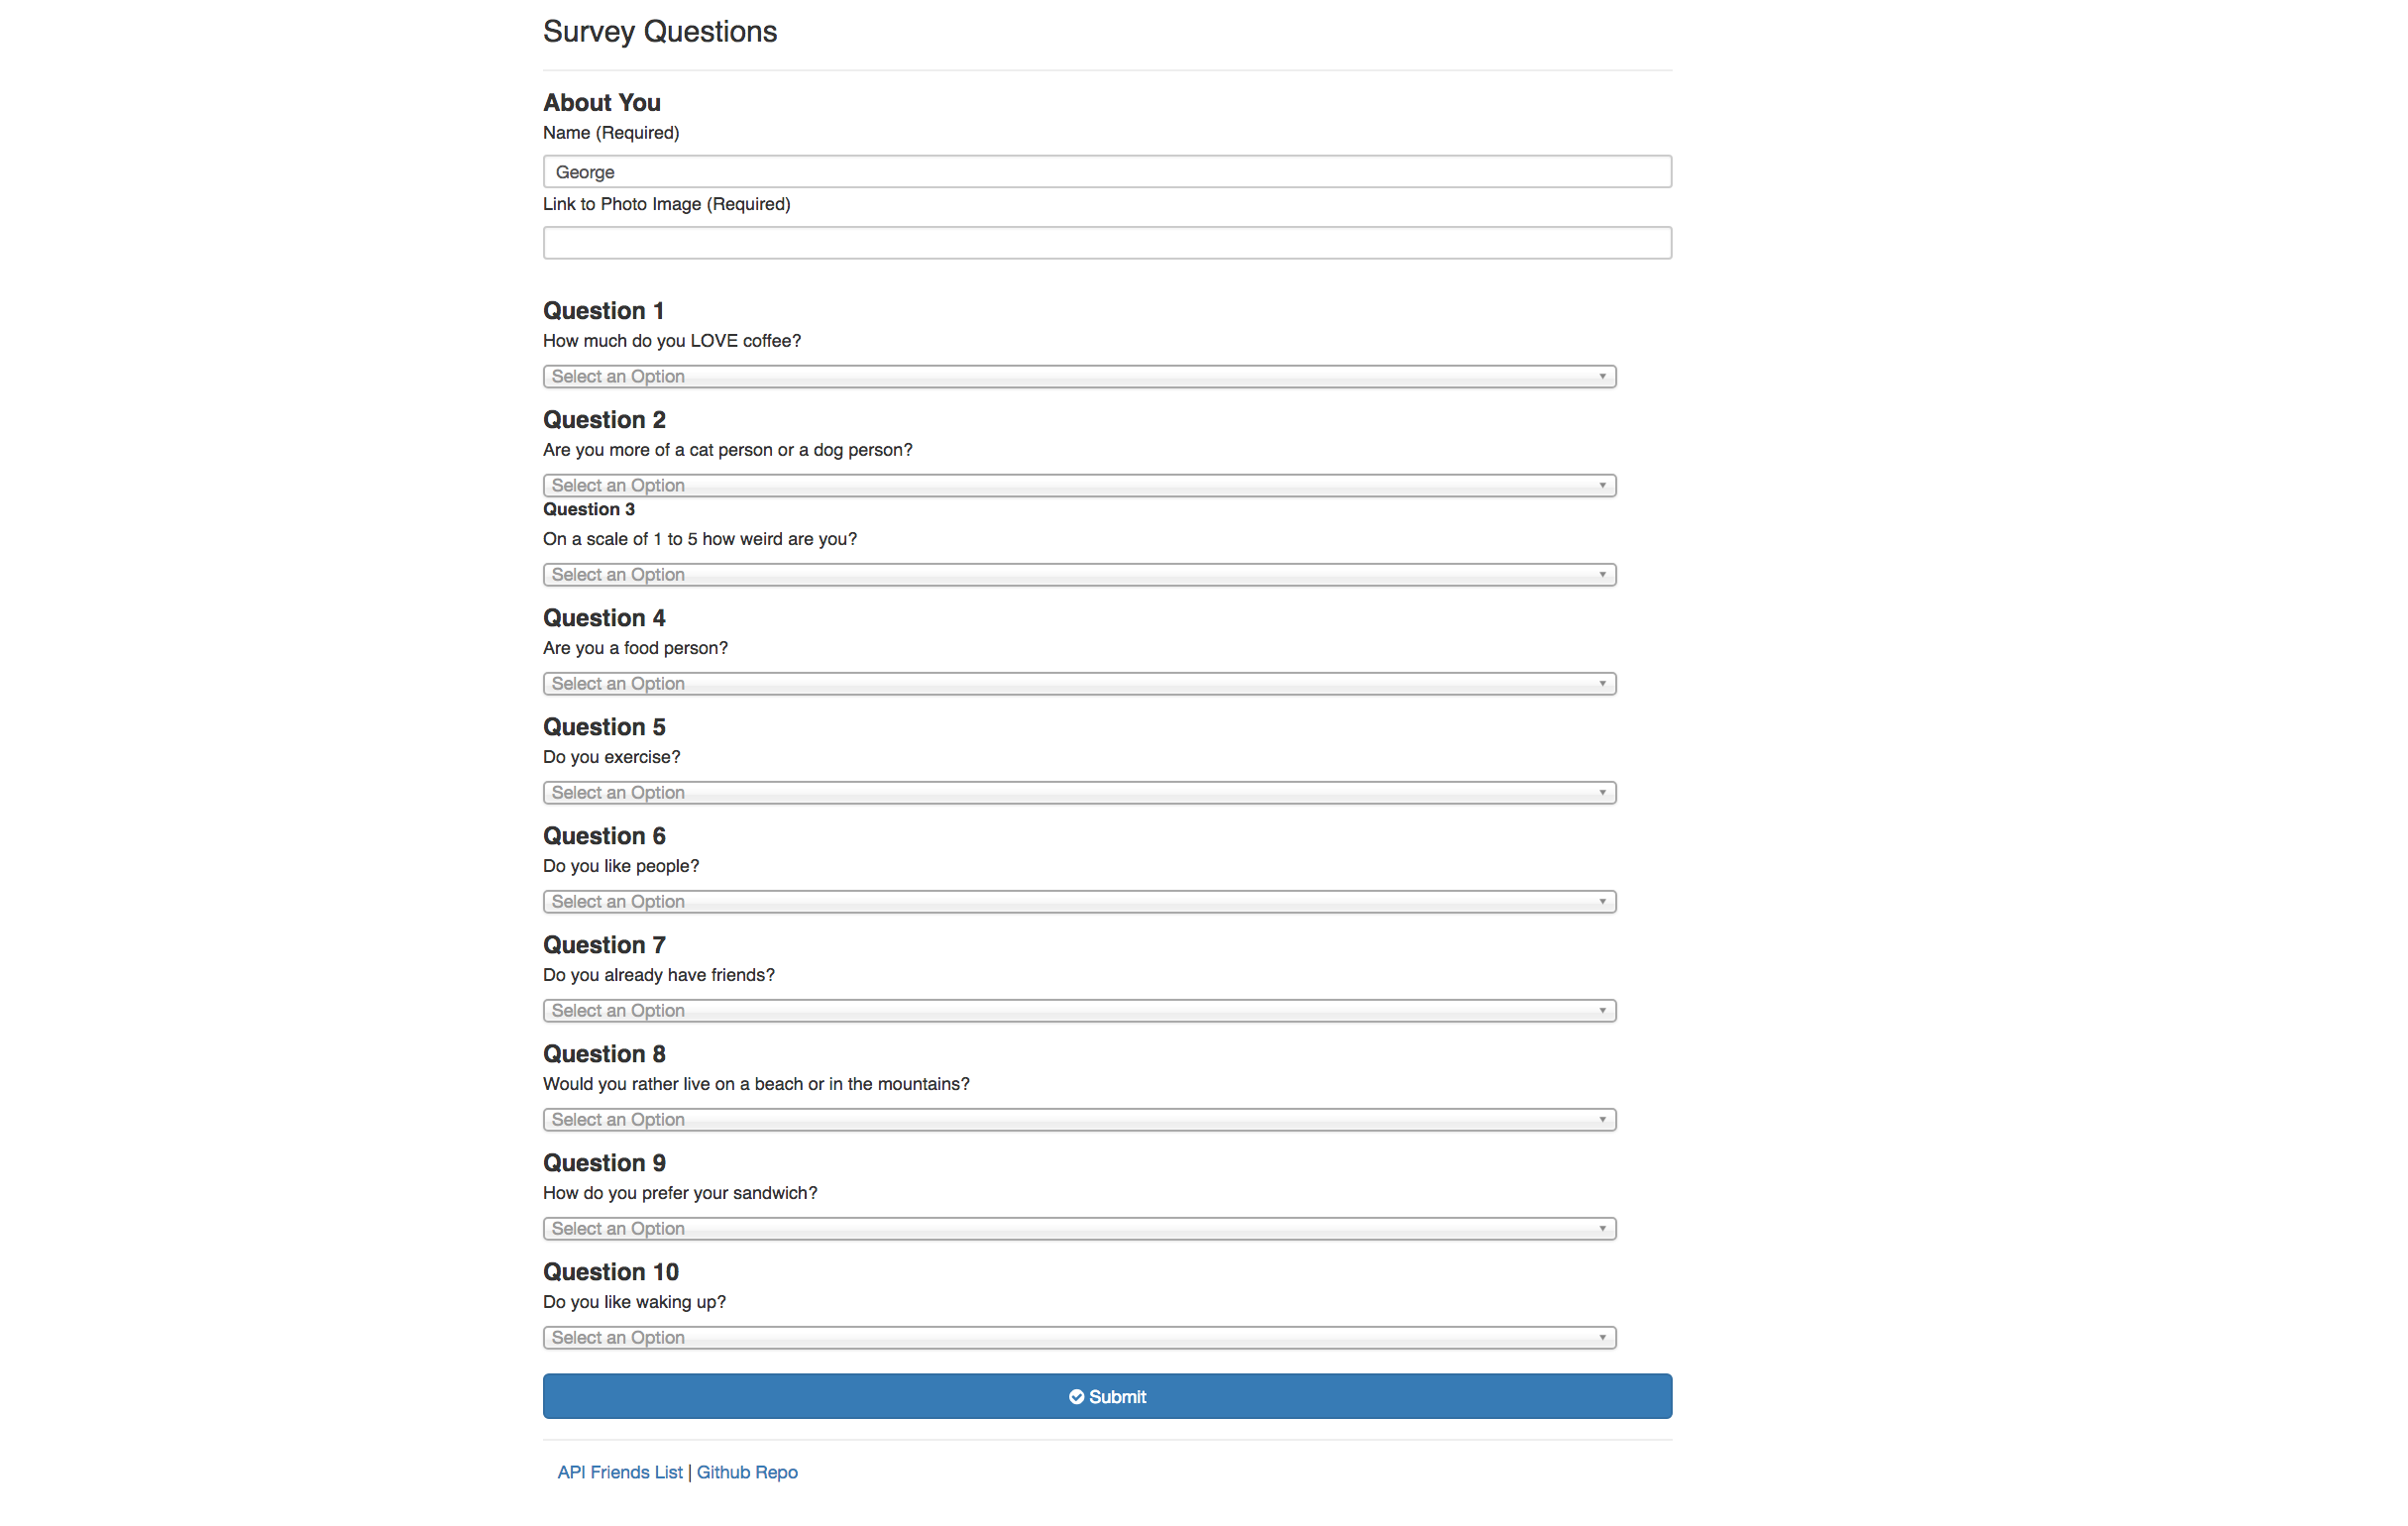 Survey Questions
About You
Name (Required)
George
Link to Photo Image (Required)
Question 1
How much do you LOVE coffee?
Select an Option
Question 2
Are you more of a cat person or a dog person?
Select an Option
Question 3
On a scale of 1 to 5 how weird are you?
Select an Option
Question 4
Are you a food person?
Select an Option
Question 5
Do you exercise?
Select an Option
Question 6
Do you like people?
Select an Option
Question 7
Do you already have friends?
Select an Option
Question 8
Would you rather live on a beach or in the mountains?
Select an Option
Question 9
How do you prefer your sandwich?
Select an Option
Question 10
Do you like waking up?
Select an Option
Submit
API Friends List | Github Repo